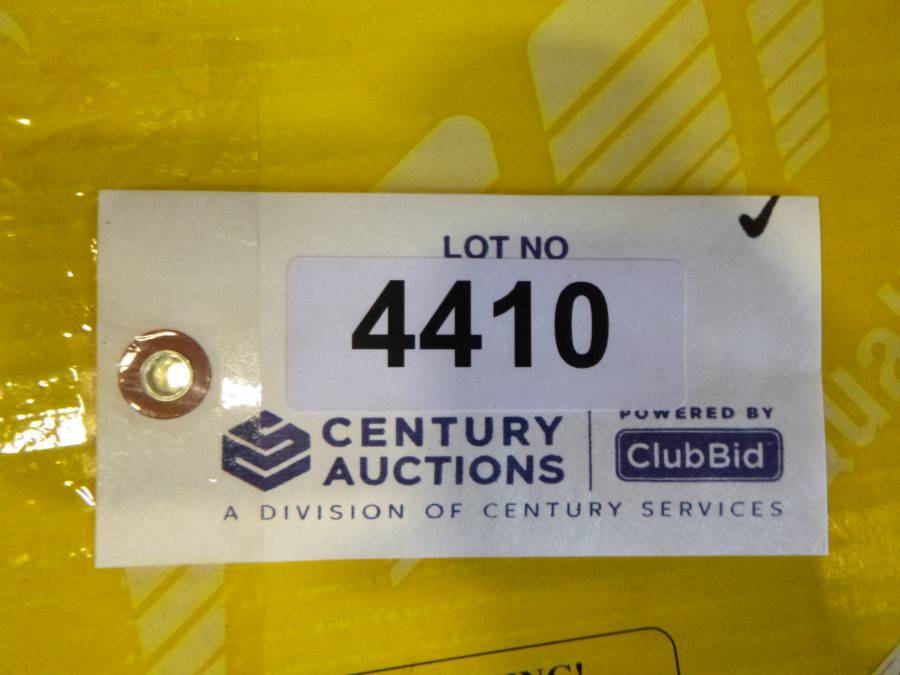 LOT NO
4410
CENTURY
AUCTIONS
POWERED BY
ClubBid
A DIVISION OF CENTURY SERVICES